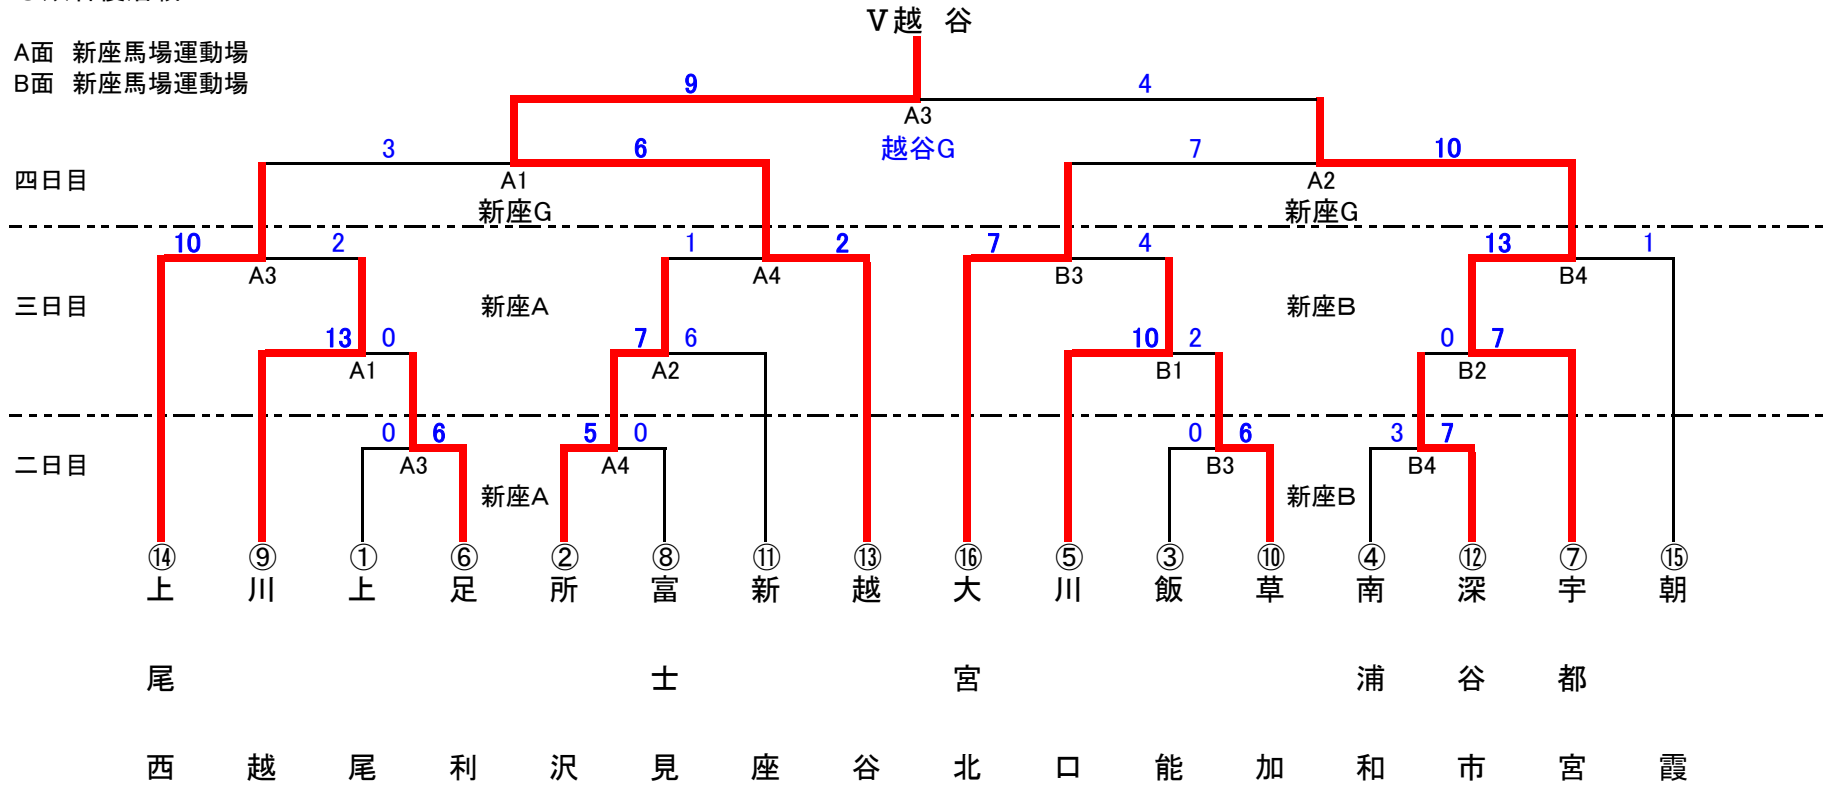 V越 谷
A面 新座馬場運動場
B面 新座馬場運動場
9 4
A3
越谷G
3 6 7 10
四日目
A1 A2
新座G 新座G
10 2 1 2 7 4 13 1
A3 A4 B3 B4
三日目 新座A 新座B
13 0 7 6 10 2 0 7
A1 A2 B1 B2
0 6 5 0 0 6 3 7
二日目 A3 A4 B3 B4
新座A 新座B
⑭ ⑨ ① ⑥ ② ⑧ ⑪ ⑬ ⑯ ⑤ ③ ⑩ ④ ⑫ ⑦ ⑮
上尾西
川越
上尾
足利
所沢
富士見
新座
越谷
大宮北
川口
飯能
草加
南浦和
深谷市
宇都宮
朝霞